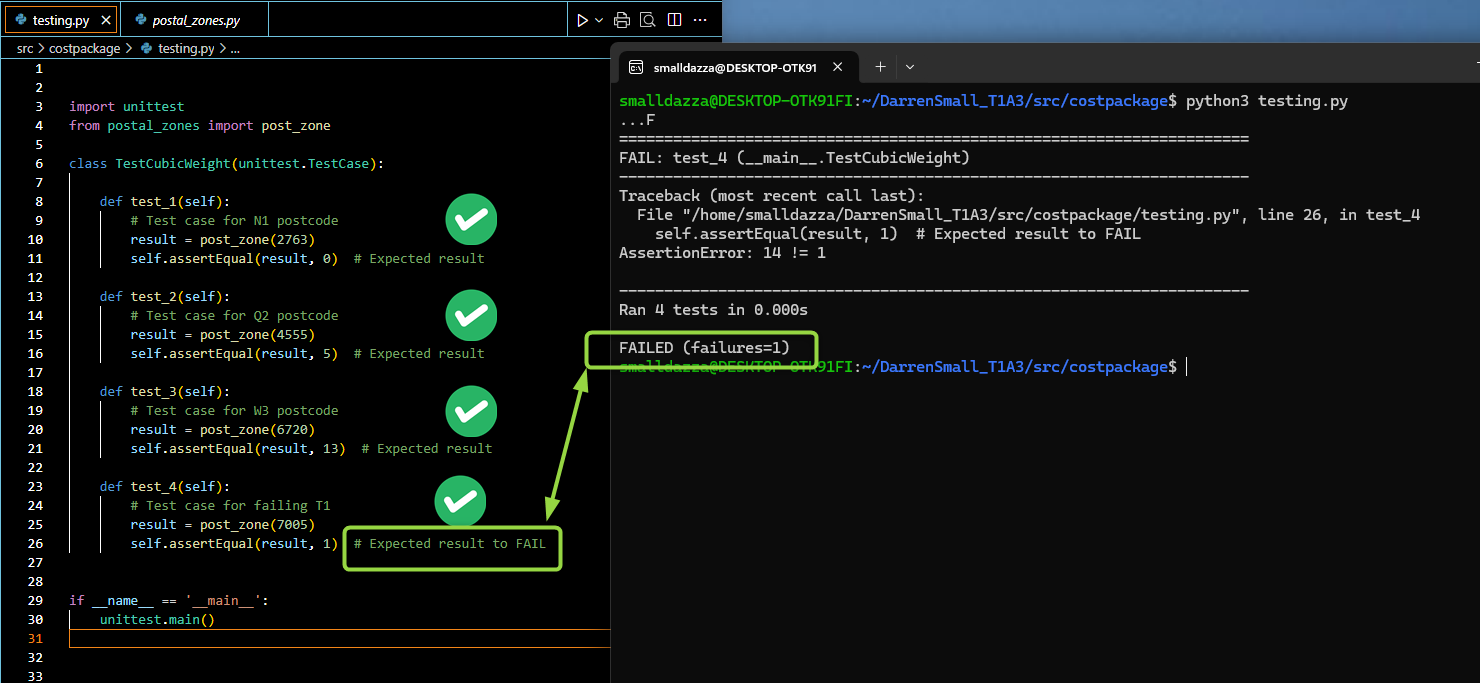 testing.py
postal_zones.py
src > costpackage > testing.py > ...
1
2
3 import unittest
4 from postal_zones import post_zone
5
6 class TestCubicWeight(unittest.TestCase):
7
8 def test_1(self):
9 # Test case for N1 postcode
10 result = post_zone(2763)
11 self.assertEqual(result, 0) # Expected result
12
13 def test_2(self):
14 # Test case for Q2 postcode
15 result = post_zone(4555)
16 self.assertEqual(result, 5) # Expected result
17
18 def test_3(self):
19 # Test case for W3 postcode
20 result = post_zone(6720)
21 self.assertEqual(result, 13) # Expected result
22
23 def test_4(self):
24 # Test case for failing T1
25 result = post_zone(7005)
26 self.assertEqual(result, 1) # Expected result to FAIL
27
28
29 if __name__ == '__main__':
30 unittest.main()
31
32
33
smalldazza@DESKTOP-OTK91
smalldazza@DESKTOP-OTK91FI:~/DarrenSmall_T1A3/src/costpackage$ python3 testing.py
...F
======================================================================
FAIL: test_4 (__main__.TestCubicWeight)
----------------------------------------------------------------------
Traceback (most recent call last):
File "/home/smalldazza/DarrenSmall_T1A3/src/costpackage/testing.py", line 26, in test_4
self.assertEqual(result, 1) # Expected result to FAIL
AssertionError: 14 != 1
----------------------------------------------------------------------
Ran 4 tests in 0.000s
FAILED (failures=1)
smalldazza@DESKTOP-OTK91FI:~/DarrenSmall_T1A3/src/costpackage$